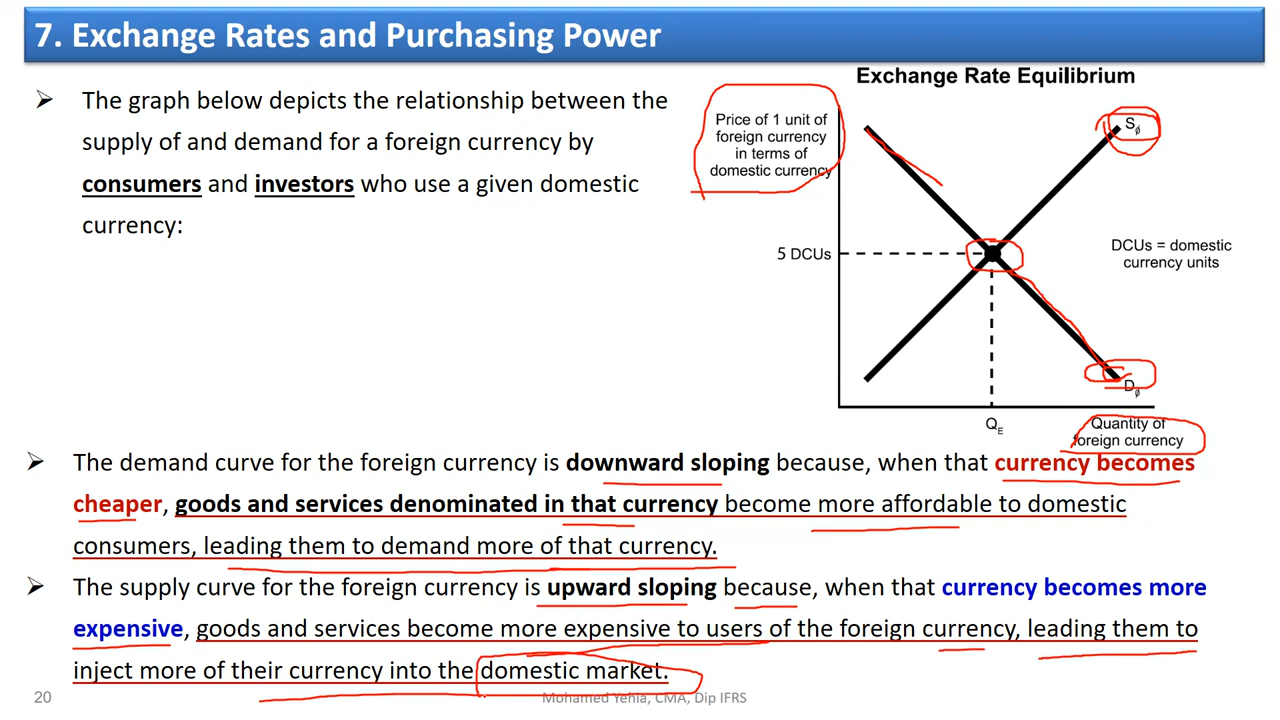 7. Exchange Rates and Purchasing Power
The graph below depicts the relationship between the
supply of and demand for a foreign currency by
consumers and investors who use a given domestic
currency:
Exchange Rate Equilibrium
Price of 1 unit of
foreign currency
in terms of
domestic currency
S∅
5 DCUs
DCUs = domestic
currency units
D∅
QE
Quantity of
foreign currency
The demand curve for the foreign currency is downward sloping because, when that currency becomes
cheaper, goods and services denominated in that currency become more affordable to domestic
consumers, leading them to demand more of that currency.
The supply curve for the foreign currency is upward sloping because, when that currency becomes more
expensive, goods and services become more expensive to users of the foreign currency, leading them to
inject more of their currency into the domestic market.
20
Mohamed Yehia, CMA, Dip IFRS